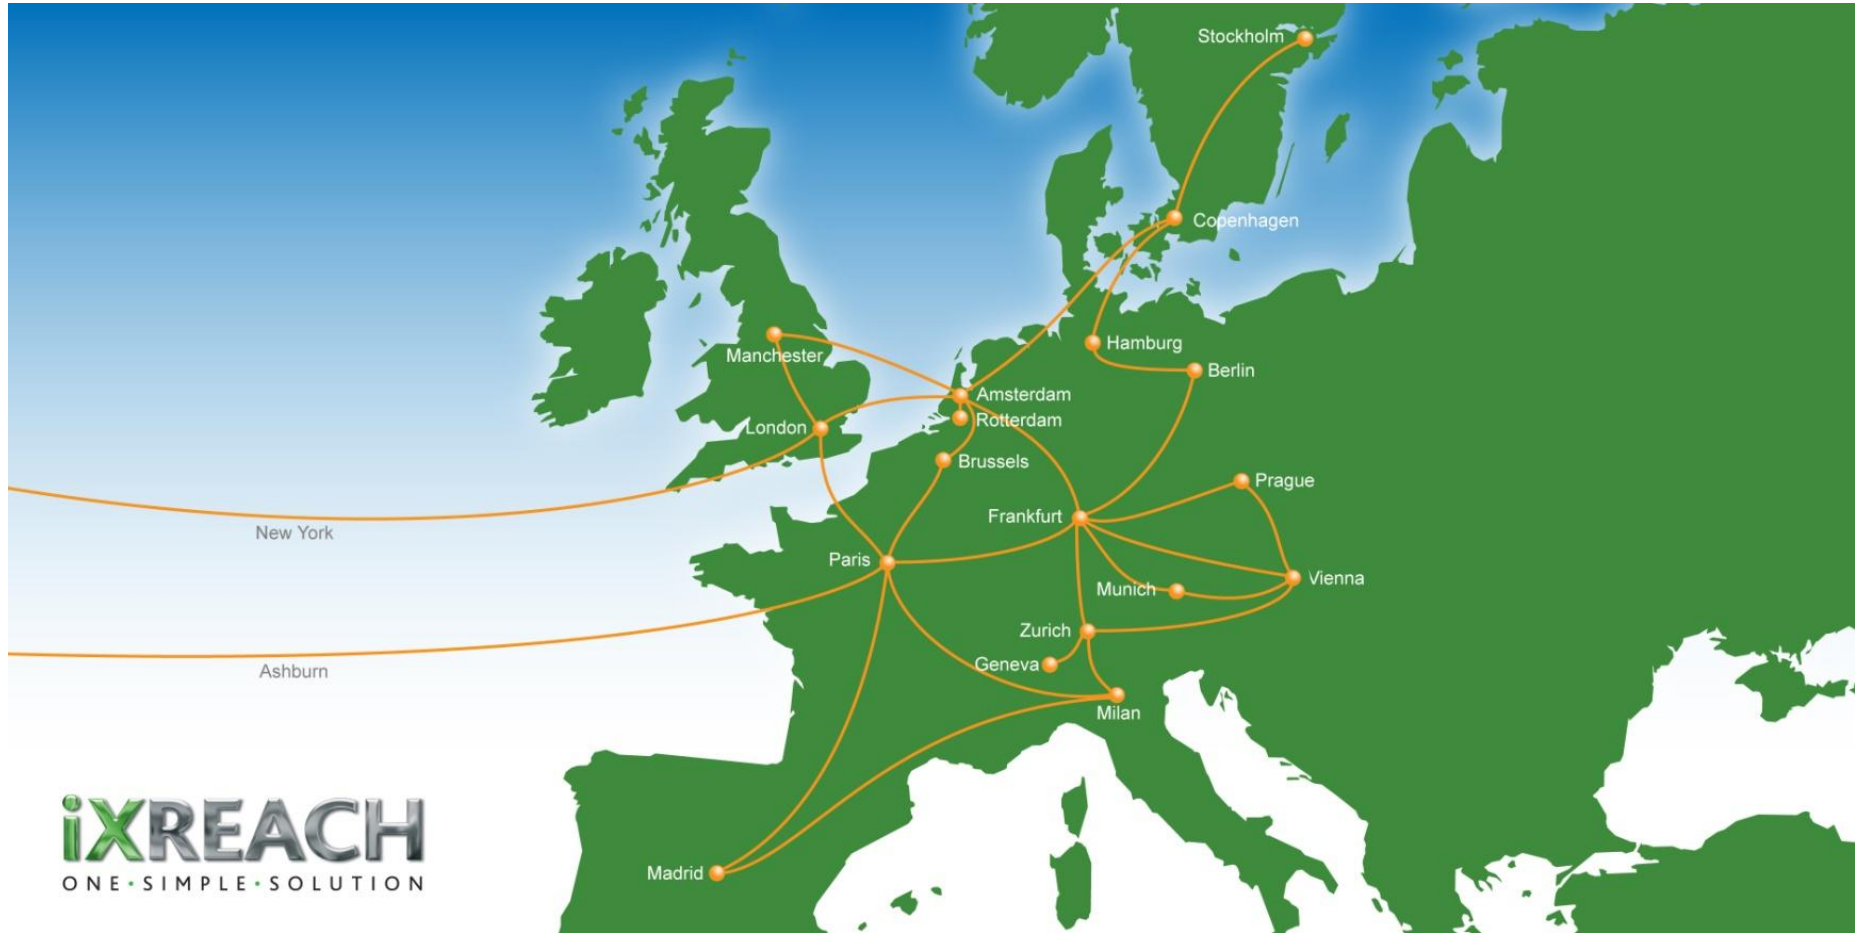 Stockholm
Copenhagen
Hamburg
Manchester
Berlin
Amsterdam
Rotterdam
London
Brussels
Prague
Frankfurt
New York
Paris
Vienna
Munich
Zurich
Geneva
Ashburn
Milan
iXREACH
ONE·SIMPLE·SOLUTION
Madrid